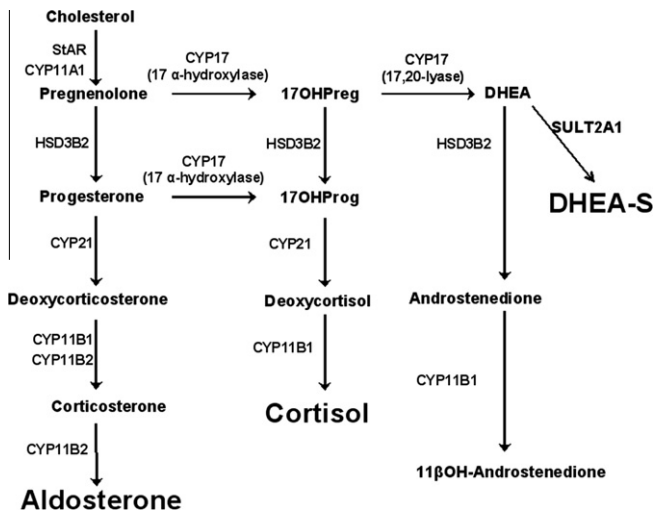 Cholesterol
StAR
CYP11A1
CYP17
(17 α-hydroxylase)
CYP17
(17,20-lyase)
Pregnenolone
17OHPreg
DHEA
HSD3B2
HSD3B2
HSD3B2
SULT2A1
CYP17
(17 α-hydroxylase)
Progesterone
17OHProg
DHEA-S
CYP21
CYP21
Deoxycorticosterone
Deoxycortisol
Androstenedione
CYP11B1
CYP11B2
CYP11B1
CYP11B1
Corticosterone
Cortisol
CYP11B2
11βOH-Androstenedione
Aldosterone